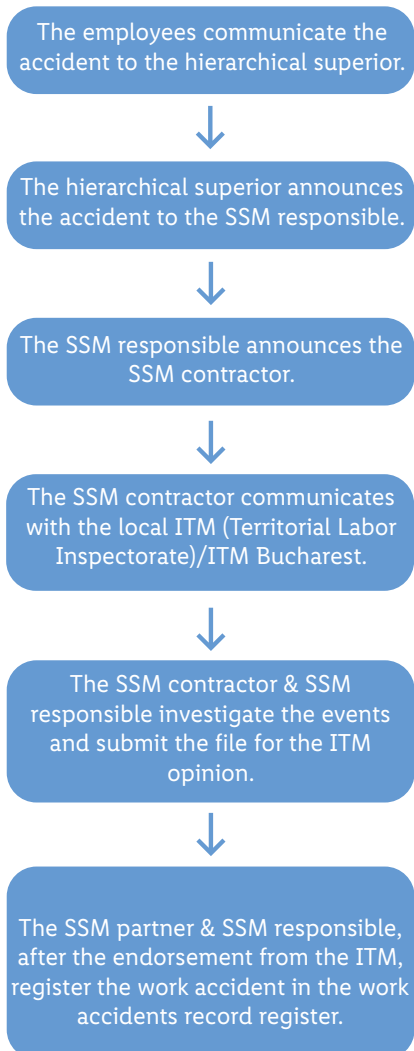 The employees communicate the
accident to the hierarchical superior.
The hierarchical superior announces
the accident to the SSM responsible.
The SSM responsible announces the
SSM contractor.
The SSM contractor communicates
with the local ITM (Territorial Labor
Inspectorate)/ITM Bucharest.
The SSM contractor & SSM
responsible investigate the events
and submit the file for the ITM
opinion.
The SSM partner & SSM responsible,
after the endorsement from the ITM,
register the work accident in the work
accidents record register.